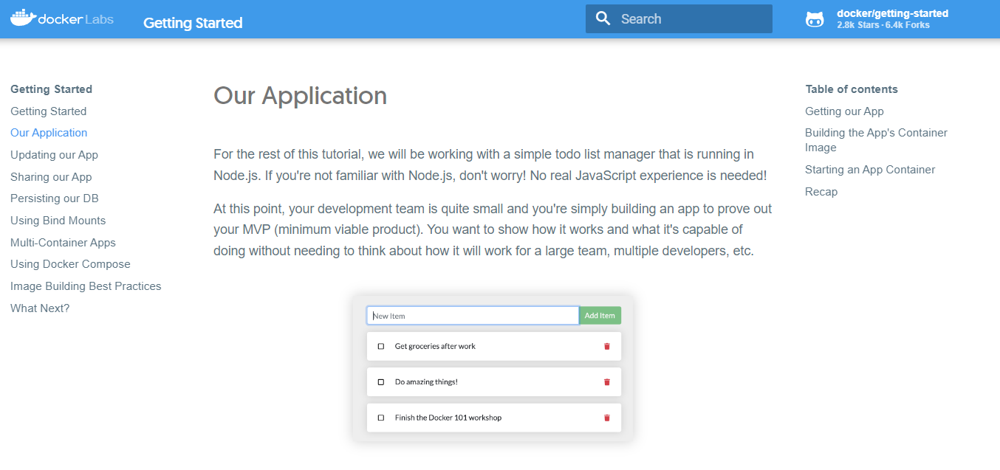 docker Labs
Getting Started
Search
docker/getting-started
2.8k Stars · 6.4k Forks
Getting Started
Getting Started
Our Application
Updating our App
Sharing our App
Persisting our DB
Using Bind Mounts
Multi-Container Apps
Using Docker Compose
Image Building Best Practices
What Next?
Our Application
For the rest of this tutorial, we will be working with a simple todo list manager that is running in
Node.js. If you're not familiar with Node.js, don't worry! No real JavaScript experience is needed!
At this point, your development team is quite small and you're simply building an app to prove out
your MVP (minimum viable product). You want to show how it works and what it's capable of
doing without needing to think about how it will work for a large team, multiple developers, etc.
New Item
Add Item
Get groceries after work
Do amazing things!
Finish the Docker 101 workshop
Table of contents
Getting our App
Building the App's Container
Image
Starting an App Container
Recap